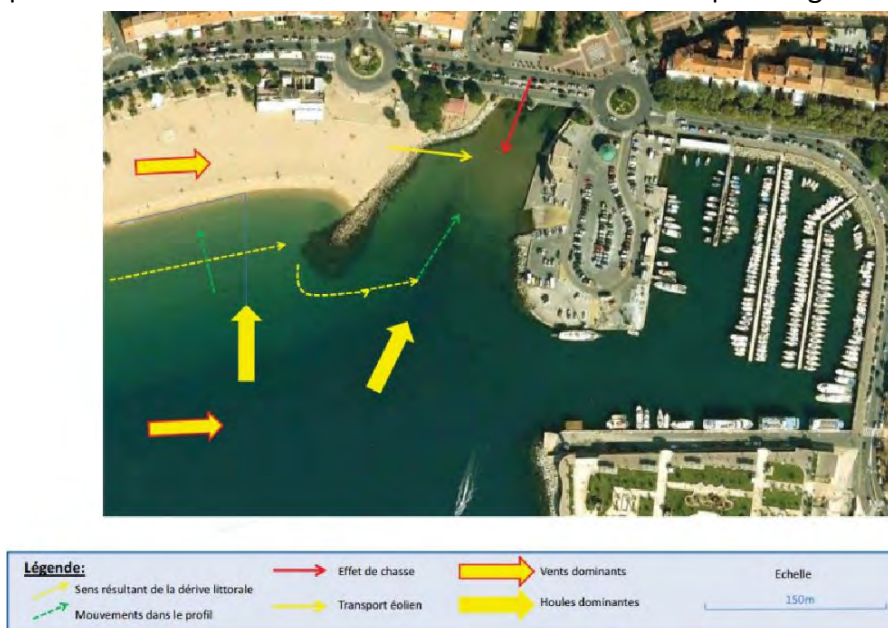 Légende:
Sens résultant de la dérive littorale
Mouvements dans le profil
Effet de chasse
Transport éolien
Vents dominants
Houles dominantes
Echelle
150m